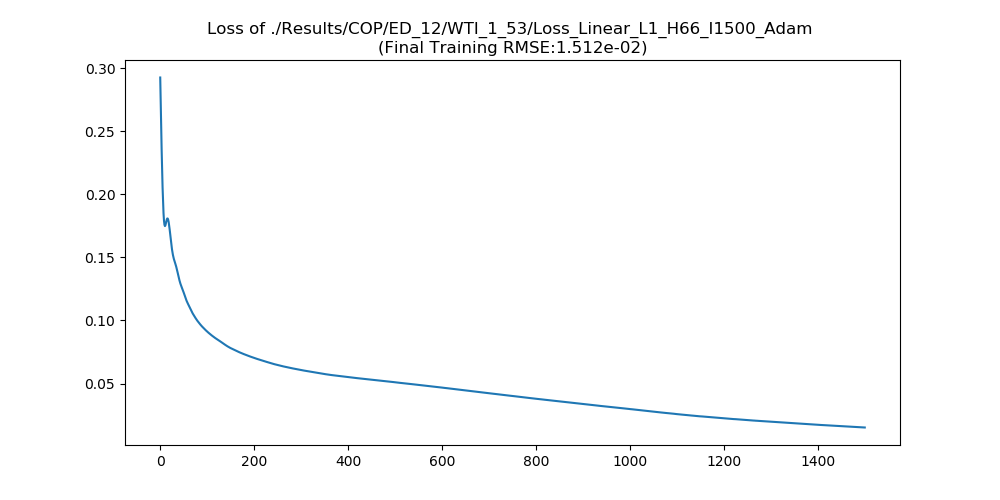 Loss of ./Results/COP/ED_12/WTI_1_53/Loss_Linear_L1_H66_I1500_Adam
(Final Training RMSE:1.512e-02)
0.30
0.25
0.20
0.15
0.10
0.05
0 200 400 600 800 1000 1200 1400